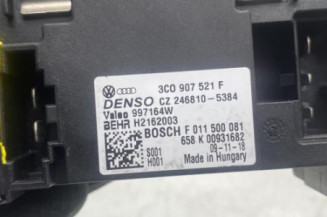 3C0 907 521 F
DENSO CZ 246810-5384
Valeo 997164W
BEHR H2162003
BOSCH F 011 500 081
658 K 00931682
S001 09-11-18
H001 Made in Hungary